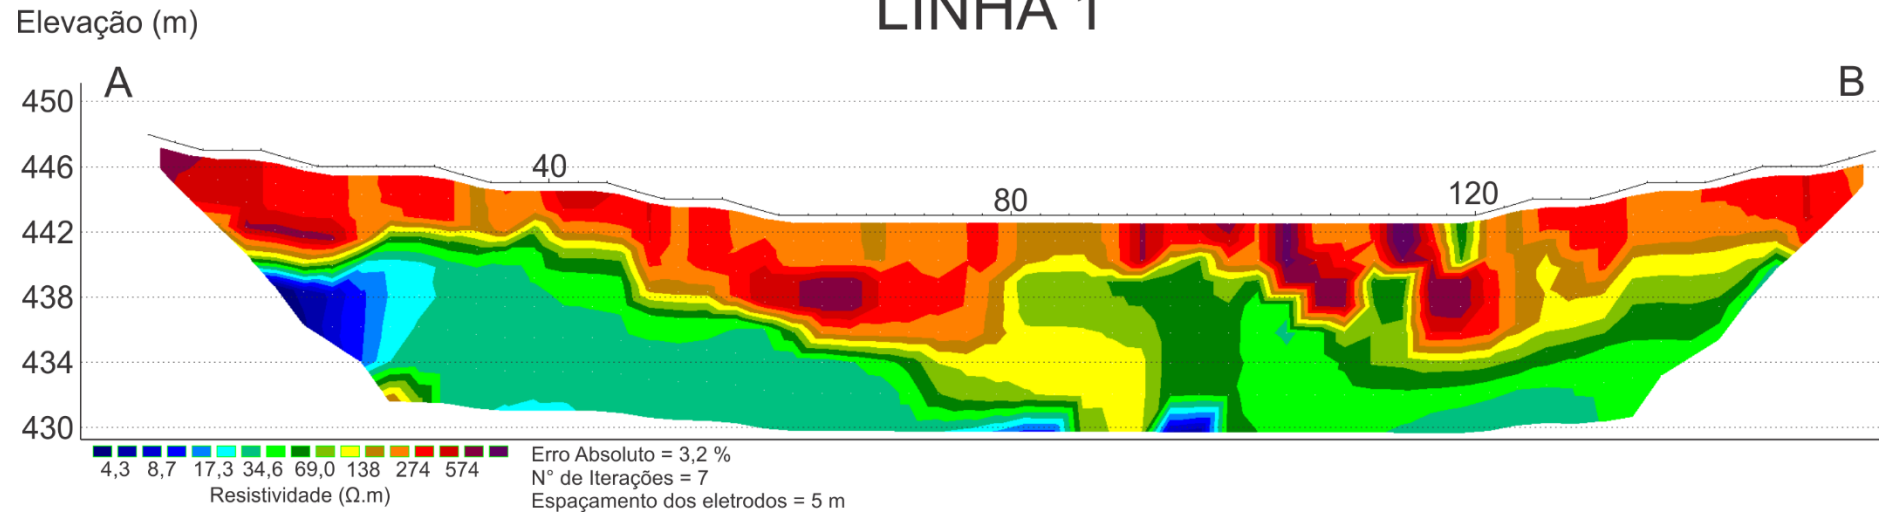 LINHA 1
Elevação (m)
A
B
450
446
442
438
434
430
40
80
120
4,3 8,7 17,3 34,6 69,0 138 274 574
Resistividade (Ω.m)
Erro Absoluto = 3,2 %
N° de Iterações = 7
Espaçamento dos eletrodos = 5 m